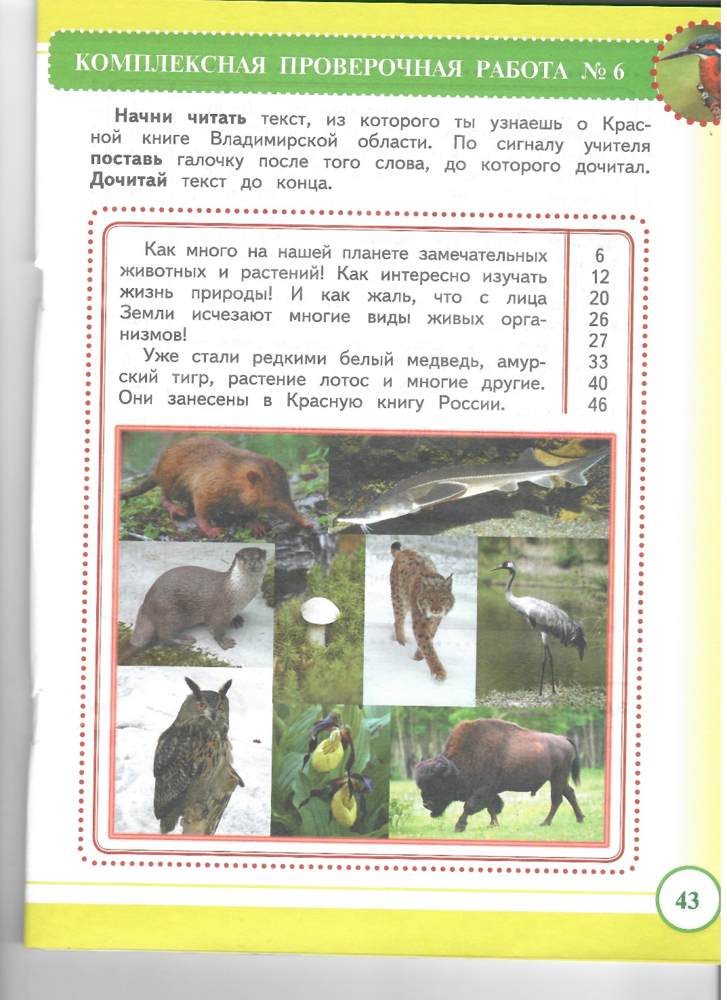 КОМПЛЕКСНАЯ ПРОВЕРОЧНАЯ РАБОТА № 6
Начни читать текст, из которого ты узнаешь о Крас-
ной книге Владимирской области. По сигналу учителя
поставь галочку после того слова, до которого дочитал.
Дочитай текст до конца.
Как много на нашей планете замечательных 6
животных и растений! Как интересно изучать 12
жизнь природы! И как жаль, что с лица 20
Земли исчезают многие виды живых орга- 26
низмов! 27
Уже стали редкими белый медведь, амур- 33
ский тигр, растение лотос и многие другие. 40
Они занесены в Красную книгу России. 46
43